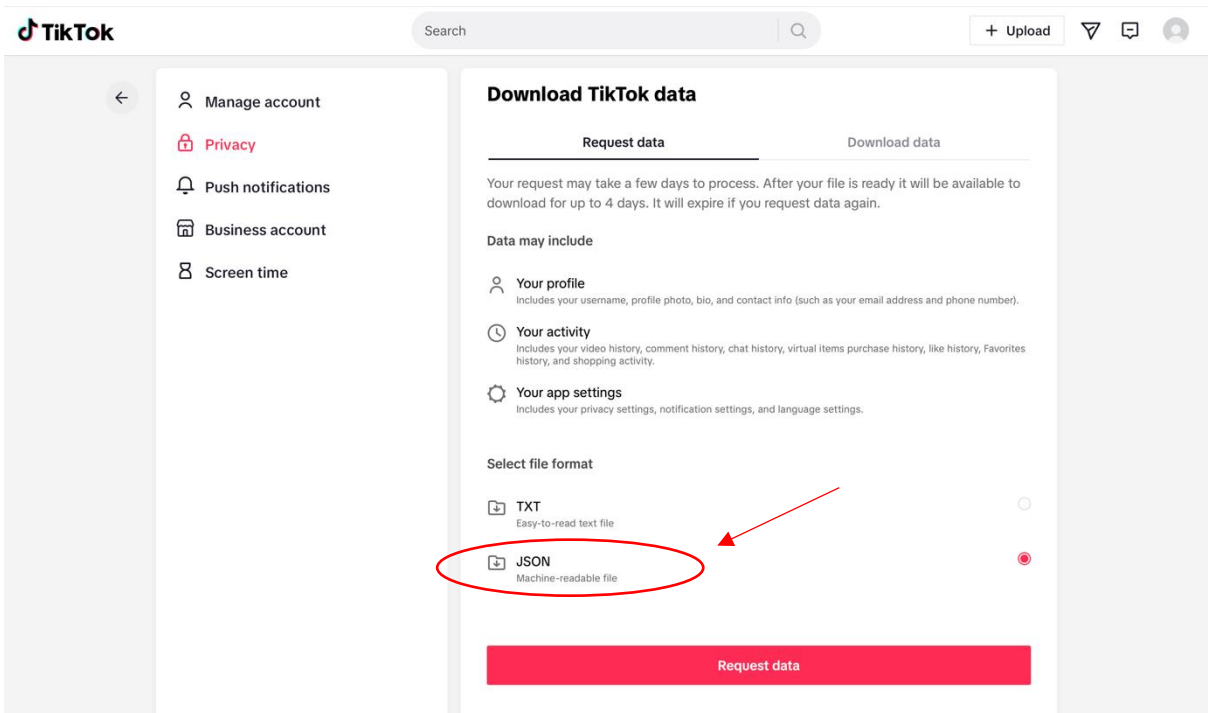 TikTok
Search
+ Upload
Manage account
Privacy
Push notifications
Business account
Screen time
Download TikTok data
Request data
Download data
Your request may take a few days to process. After your file is ready it will be available to
download for up to 4 days. It will expire if you request data again.
Data may include
Your profile
Includes your username, profile photo, bio, and contact info (such as your email address and phone number).
Your activity
Includes your video history, comment history, chat history, virtual items purchase history, like history, Favorites
history, and shopping activity.
Your app settings
Includes your privacy settings, notification settings, and language settings.
Select file format
TXT
Easy-to-read text file
JSON
Machine-readable file
Request data